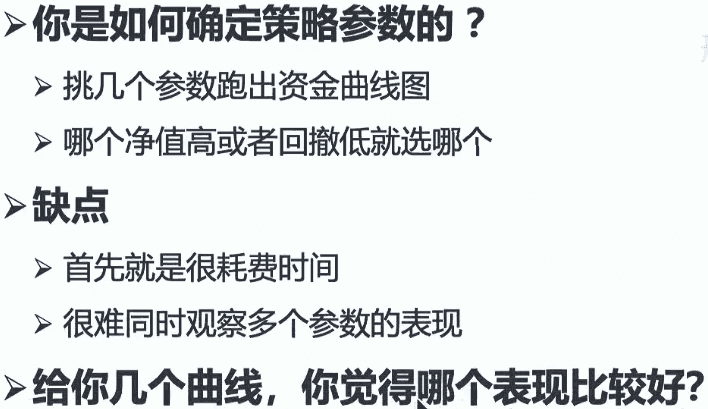 你是如何确定策略参数的？
挑几个参数跑出资金曲线图
哪个净值高或者回撤低就选哪个
缺点
首先就是很耗费时间
很难同时观察多个参数的表现
给你几个曲线，你觉得哪个表现比较好?